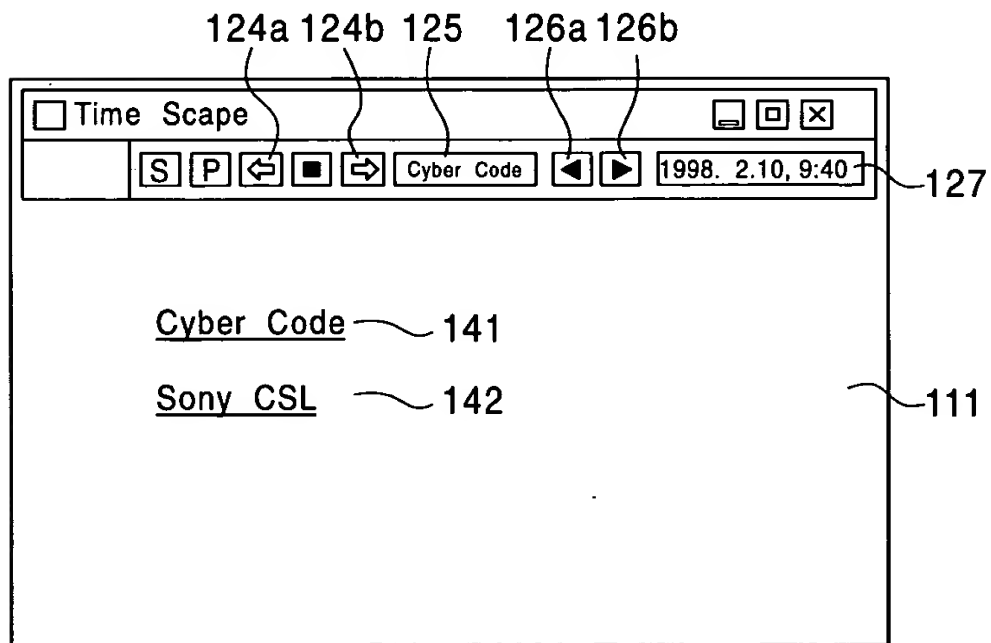 124a 124b 125 126a 126b
Time Scape
S P Cyber Code 1998. 2.10, 9:40
127
Cyber Code 141
Sony CSL 142
111